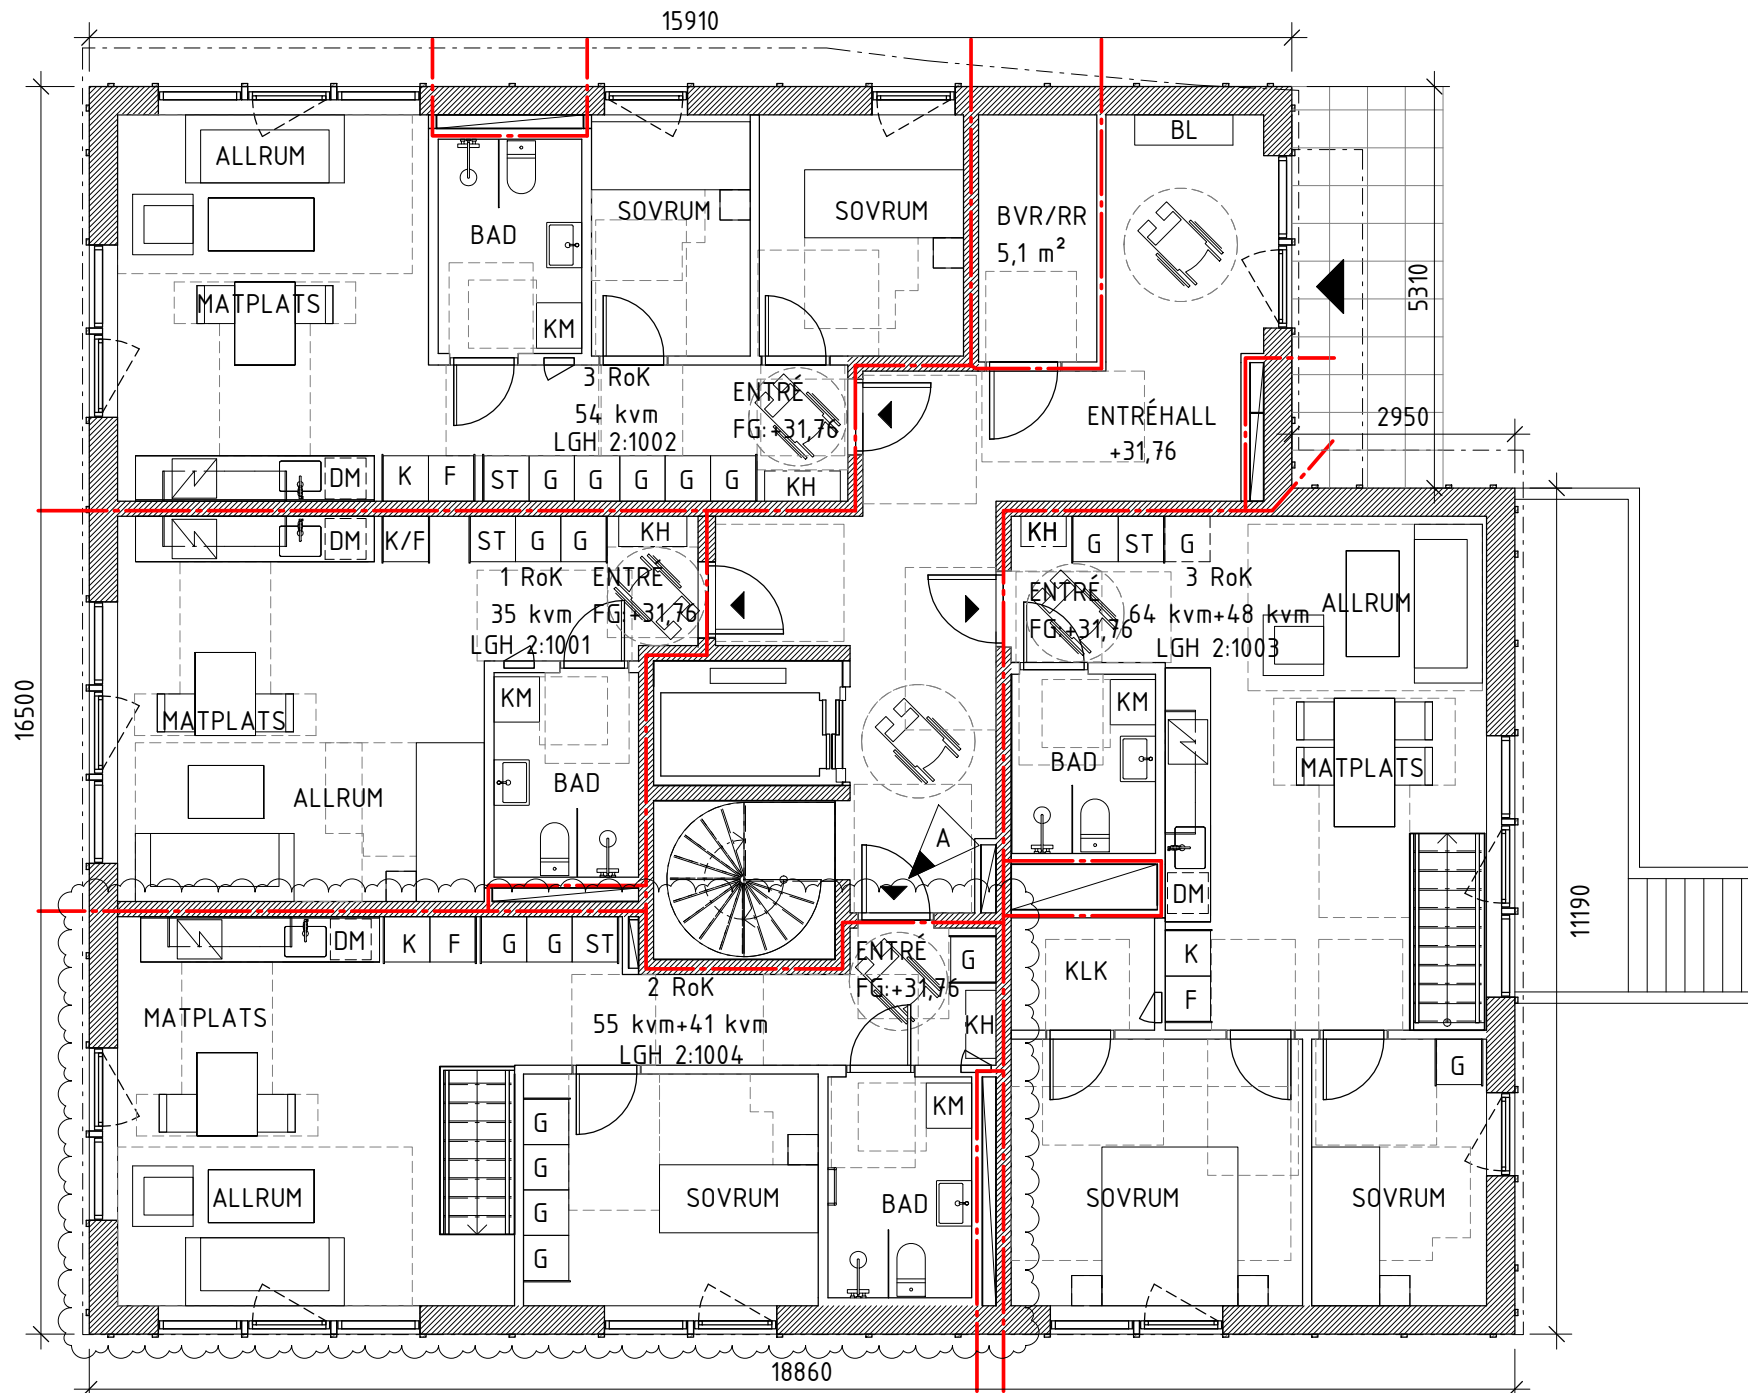 15910
ALLRUM
BAD
SOVRUM
SOVRUM
BVR/RR
5,1 m²
BL
MATPLATS
KM
5310
3 RoK
54 kvm
LGH 2:1002
ENTRÉ
FG:+31,76
ENTRÉHALL
+31,76
2950
DM
K
F
ST
G
G
G
G
G
KH
DM
K/F
ST
G
G
KH
KH
G
ST
G
1 RoK
35 kvm
LGH 2:1001
ENTRÉ
FG:+31,76
ENTRÉ
FG:+31,76
3 RoK
64 kvm+48 kvm
LGH 2:1003
ALLRUM
16500
MATPLATS
KM
BAD
ALLRUM
KM
BAD
MATPLATS
A
DM
11190
DM
K
F
G
G
ST
ENTRÉ
FG:+31,76
G
KLK
K
F
2 RoK
55 kvm+41 kvm
LGH 2:1004
MATPLATS
KH
G
G
G
G
G
KM
ALLRUM
SOVRUM
BAD
SOVRUM
SOVRUM
18860